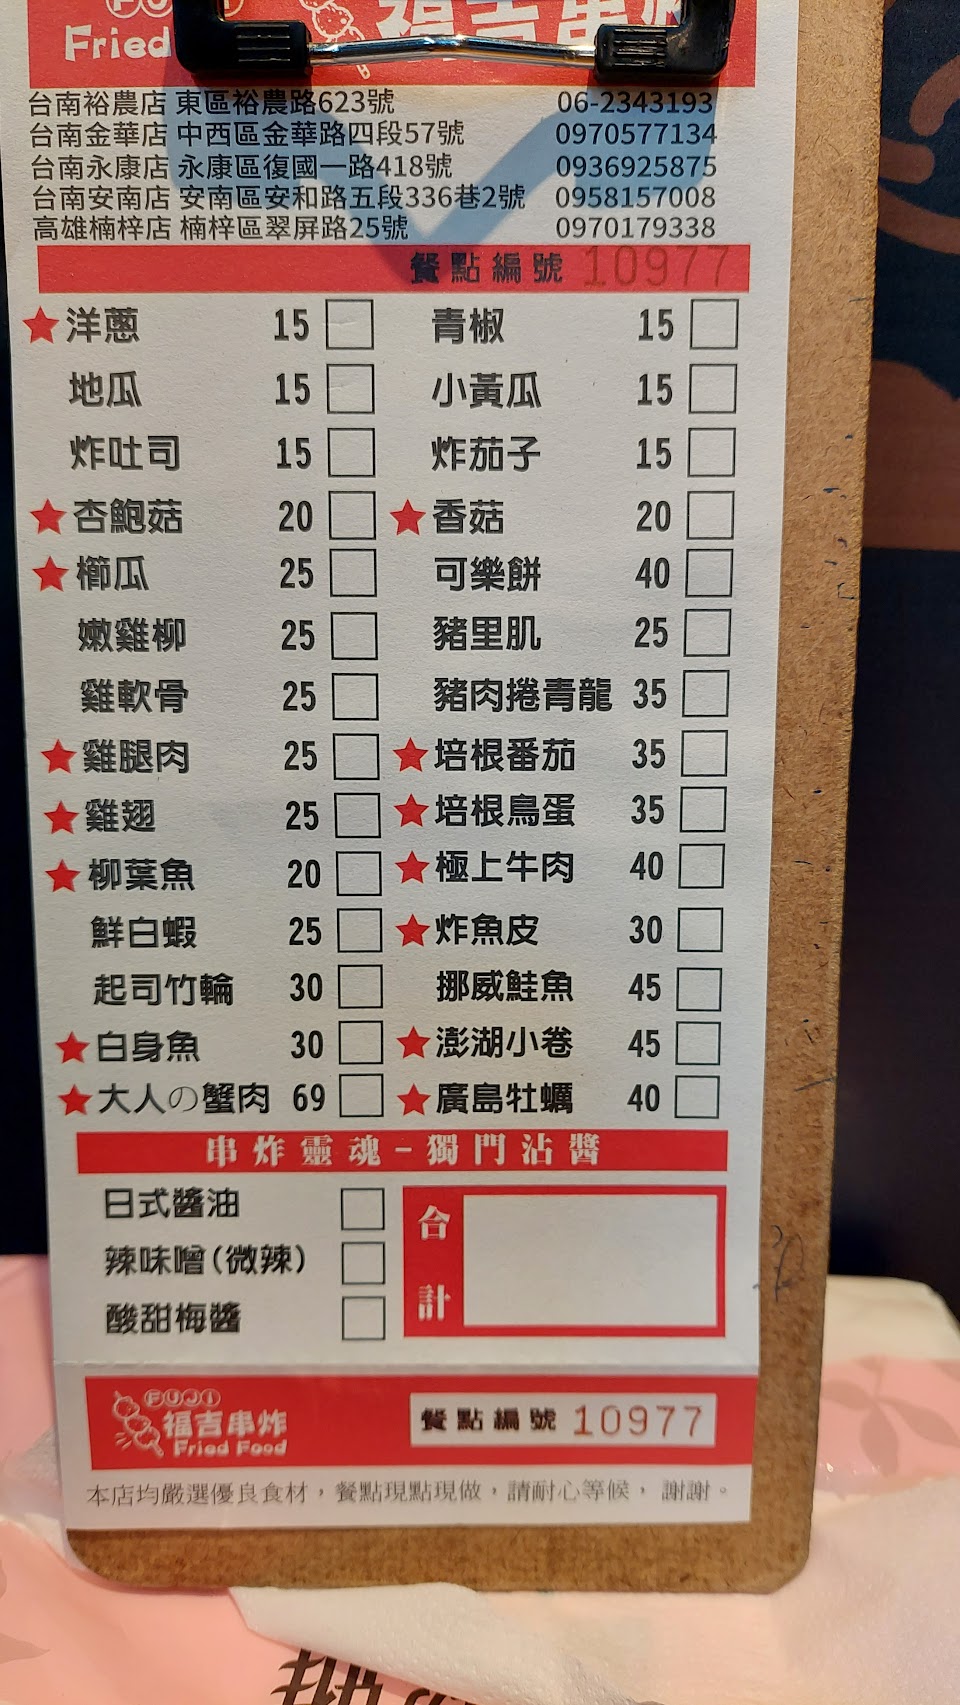 Fried
福吉串炸
台南裕農店 東區裕農路623號 06-2343193
台南金華店 中西區金華路四段57號 0970577134
台南永康店 永康區復國一路418號 0936925875
台南安南店 安南區安和路五段336巷2號 0958157008
高雄楠梓店 楠梓區翠屏路25號 0970179338
餐點編號 10977
★洋蔥 15 青椒 15
地瓜 15 小黃瓜 15
炸吐司 15 炸茄子 15
★杏鮑菇 20 ★香菇 20
★櫛瓜 25 可樂餅 40
嫩雞柳 25 豬里肌 25
雞軟骨 25 豬肉捲青龍 35
★雞腿肉 25 ★培根番茄 35
★雞翅 25 ★培根鳥蛋 35
★柳葉魚 20 ★極上牛肉 40
鮮白蝦 25 ★炸魚皮 30
起司竹輪 30 挪威鮭魚 45
★白身魚 30 ★澎湖小卷 45
★大人の蟹肉 69 ★廣島牡蠣 40
串炸靈魂-獨門沾醬
日式醬油
辣味噌(微辣)
酸甜梅醬
合計
FUJI
福吉串炸
Fried Food
餐點編號 10977
本店均嚴選優良食材，餐點現點現做，請耐心等候， 謝謝。